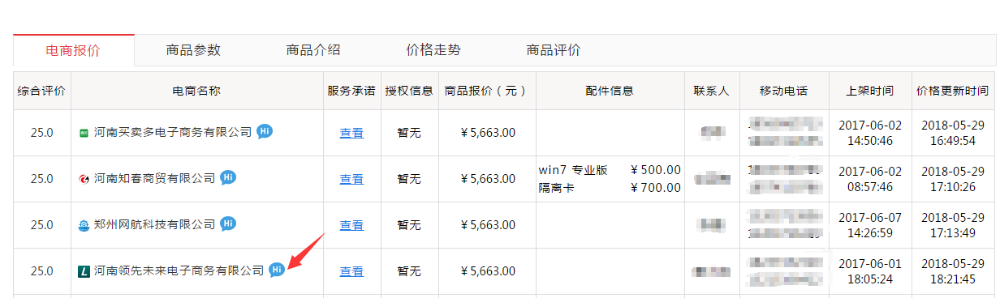 电商报价 商品参数 商品介绍 价格走势 商品评价
综合评价 电商名称 服务承诺 授权信息 商品报价（元） 配件信息 联系人 移动电话 上架时间 价格更新时间
25.0 河南买卖多电子商务有限公司 Hi 查看 暂无 ￥5,663.00 2017-06-02 2018-05-29
14:50:46 16:49:54
25.0 河南知春商贸有限公司 Hi 查看 暂无 ￥5,663.00 win7 专业版 ￥500.00 2017-06-02 2018-05-29
隔离卡 ￥700.00 08:57:46 17:10:26
25.0 郑州网航科技有限公司 Hi 查看 暂无 ￥5,663.00 2017-06-07 2018-05-29
14:26:59 17:13:49
25.0 L 河南领先未来电子商务有限公司 Hi 查看 暂无 ￥5,663.00 2017-06-01 2018-05-29
18:05:24 18:21:45